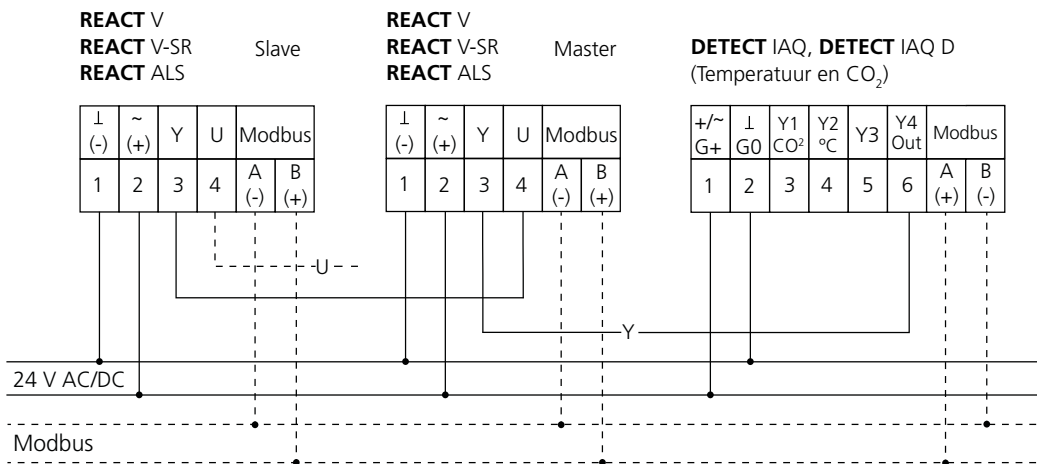 REACT V
REACT V-SR Slave
REACT ALS
⊥ (-) ~ (+) Y U Modbus
1 2 3 4 A (-) B (+)
U
REACT V
REACT V-SR Master
REACT ALS
⊥ (-) ~ (+) Y U Modbus
1 2 3 4 A (-) B (+)
Y
DETECT IAQ, DETECT IAQ D
(Temperatuur en CO₂)
+/~ G+ ⊥ G0 Y1 CO² Y2 ºC Y3 Y4 Out Modbus
1 2 3 4 5 6 A (+) B (-)
24 V AC/DC
Modbus